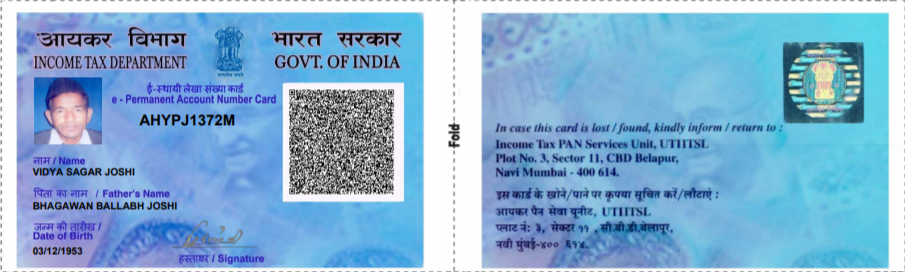 आयकर विभाग
INCOME TAX DEPARTMENT
भारत सरकार
GOVT. OF INDIA
ई-स्थायी लेखा संख्या कार्ड
e - Permanent Account Number Card
AHYPJ1372M
नाम / Name
VIDYA SAGAR JOSHI
पिता का नाम / Father's Name
BHAGAWAN BALLABH JOSHI
जन्म की तारीख /
Date of Birth
03/12/1953
हस्ताक्षर / Signature
Fold
In case this card is lost / found, kindly inform / return to :
Income Tax PAN Services Unit, UTIITSL
Plot No. 3, Sector 11, CBD Belapur,
Navi Mumbai - 400 614.
इस कार्ड के खोने/पाने पर कृपया सूचित करें/लौटाएं :
आयकर पैन सेवा यूनीट, UTIITSL
प्लाट नं: ३, सेक्टर ११ , सी.बी.डी.बेलापुर,
नवी मुंबई-४०० ६१४.